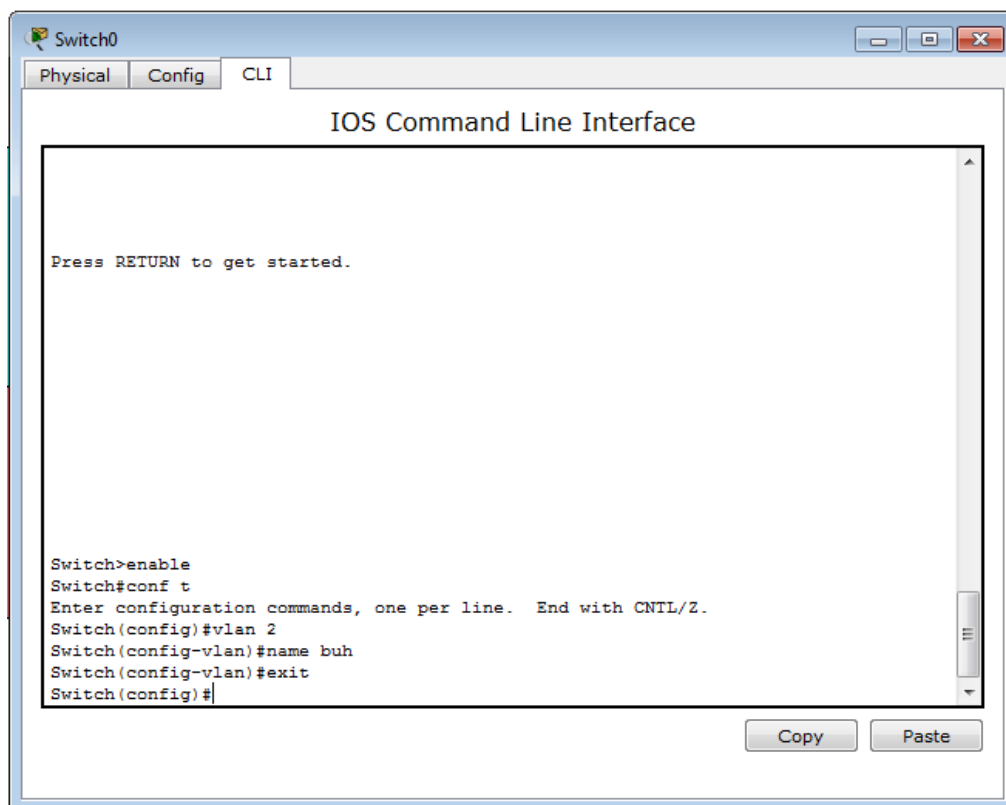 Switch0
Physical Config CLI
IOS Command Line Interface
Press RETURN to get started.
Switch>enable
Switch#conf t
Enter configuration commands, one per line.  End with CNTL/Z.
Switch(config)#vlan 2
Switch(config-vlan)#name buh
Switch(config-vlan)#exit
Switch(config)#
Copy Paste